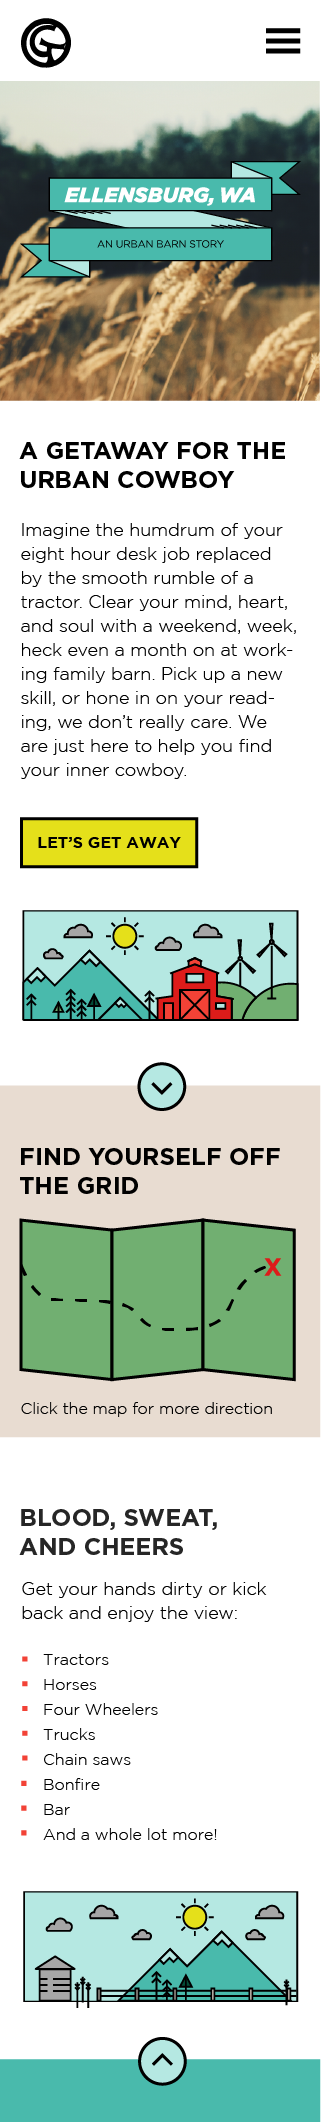 ELLENSBURG, WA
AN URBAN BARN STORY
A GETAWAY FOR THE
URBAN COWBOY
Imagine the humdrum of your
eight hour desk job replaced
by the smooth rumble of a
tractor. Clear your mind, heart,
and soul with a weekend, week,
heck even a month on at work-
ing family barn. Pick up a new
skill, or hone in on your read-
ing, we don’t really care. We
are just here to help you find
your inner cowboy.
LET’S GET AWAY
FIND YOURSELF OFF
THE GRID
X
Click the map for more direction
BLOOD, SWEAT,
AND CHEERS
Get your hands dirty or kick
back and enjoy the view:
Tractors
Horses
Four Wheelers
Trucks
Chain saws
Bonfire
Bar
And a whole lot more!